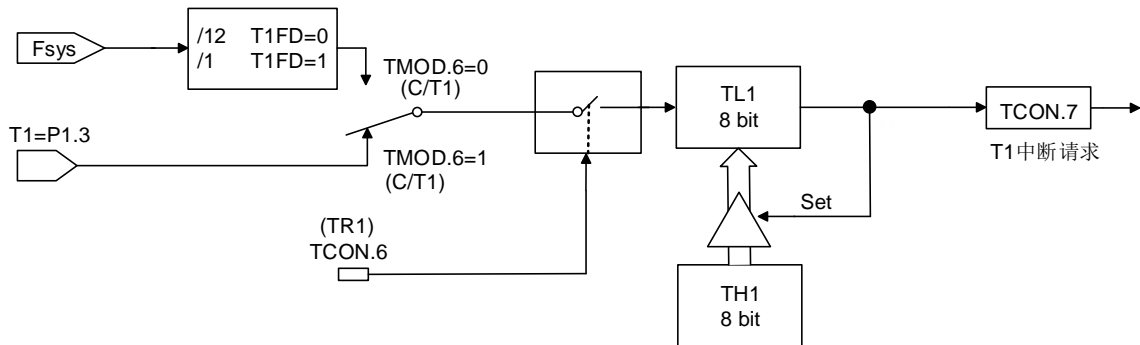 Fsys
/12 T1FD=0
/1 T1FD=1
TMOD.6=0
(C/T1)
T1=P1.3
TMOD.6=1
(C/T1)
(TR1)
TCON.6
TL1
8 bit
TCON.7
T1中断请求
Set
TH1
8 bit